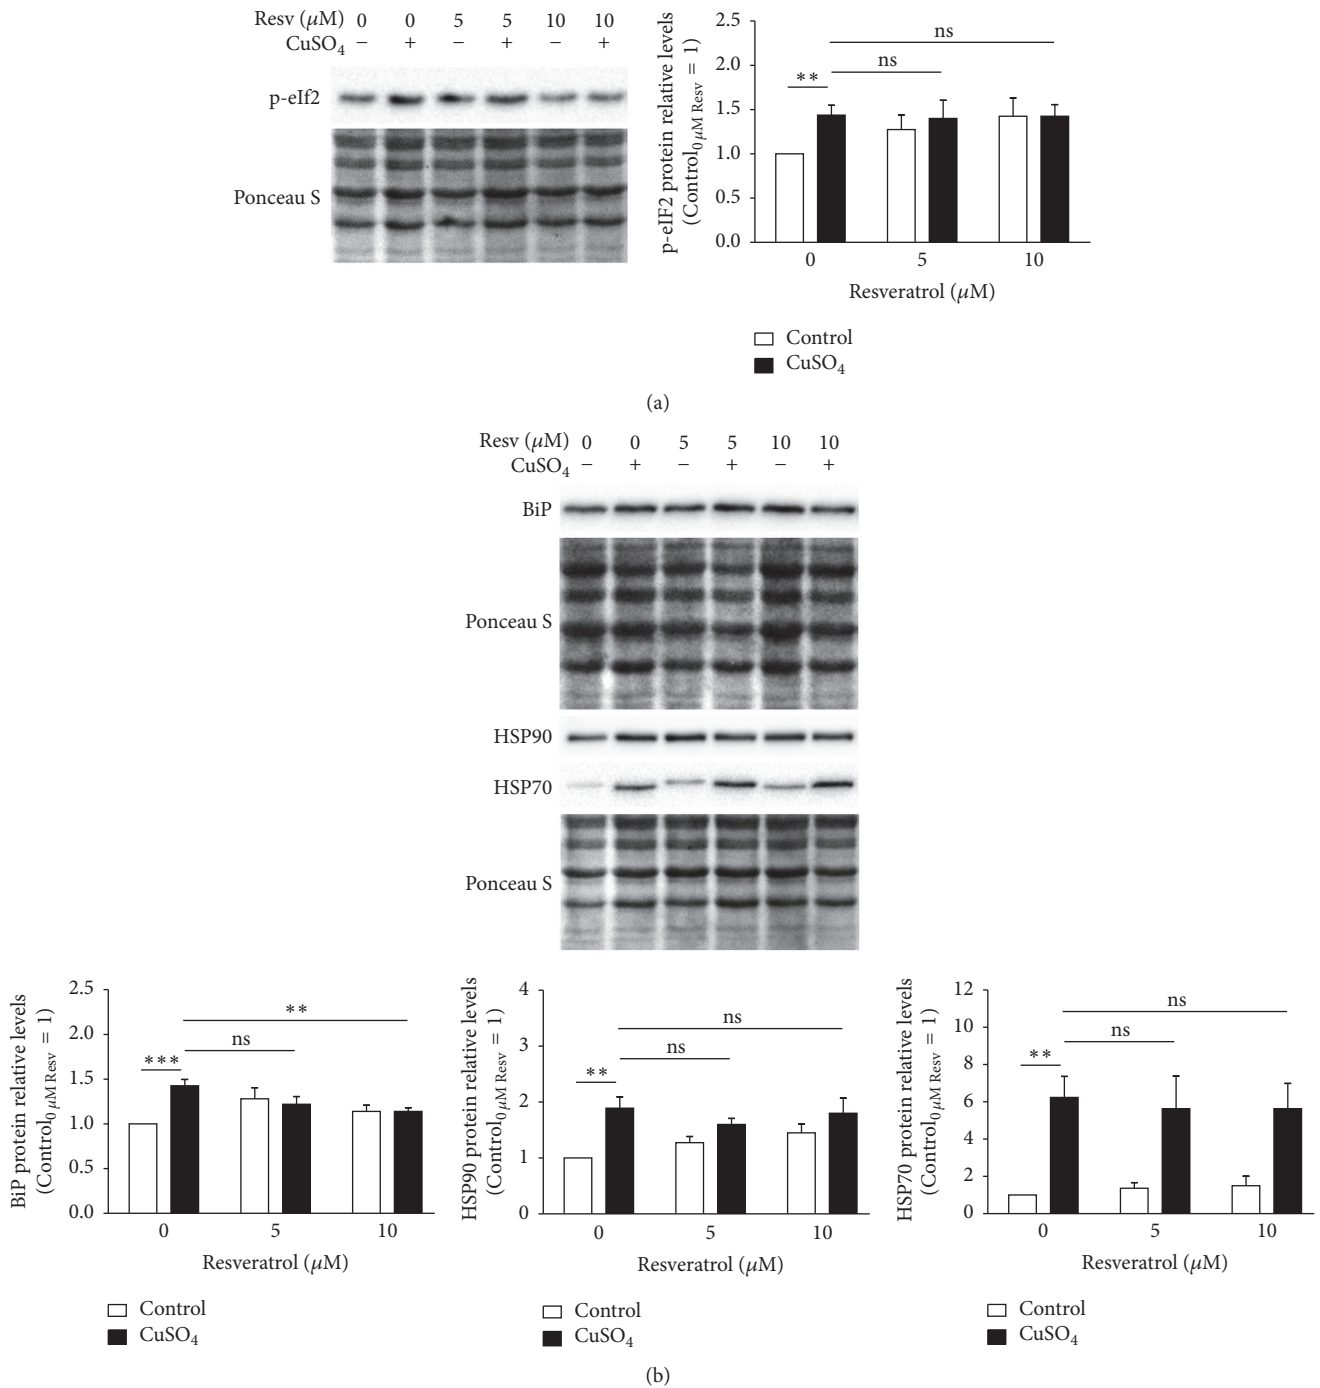 Resv (μM) 0 0 5 5 10 10
CuSO4 − + − + − +
p-eIf2
Ponceau S
p-eIF2 protein relative levels
(Control0 μM Resv = 1)
2.5
2.0
1.5
1.0
0.5
0.0
ns
ns
**
0 5 10
Resveratrol (μM)
Control
CuSO4
(a)
Resv (μM) 0 0 5 5 10 10
CuSO4 − + − + − +
BiP
Ponceau S
HSP90
HSP70
Ponceau S
BiP protein relative levels
(Control0 μM Resv = 1)
2.5
2.0
1.5
1.0
0.5
0.0
**
ns
***
0 5 10
Resveratrol (μM)
Control
CuSO4
HSP90 protein relative levels
(Control0 μM Resv = 1)
4
3
2
1
0
ns
ns
**
0 5 10
Resveratrol (μM)
Control
CuSO4
HSP70 protein relative levels
(Control0 μM Resv = 1)
12
10
8
6
4
2
0
ns
ns
**
0 5 10
Resveratrol (μM)
Control
CuSO4
(b)